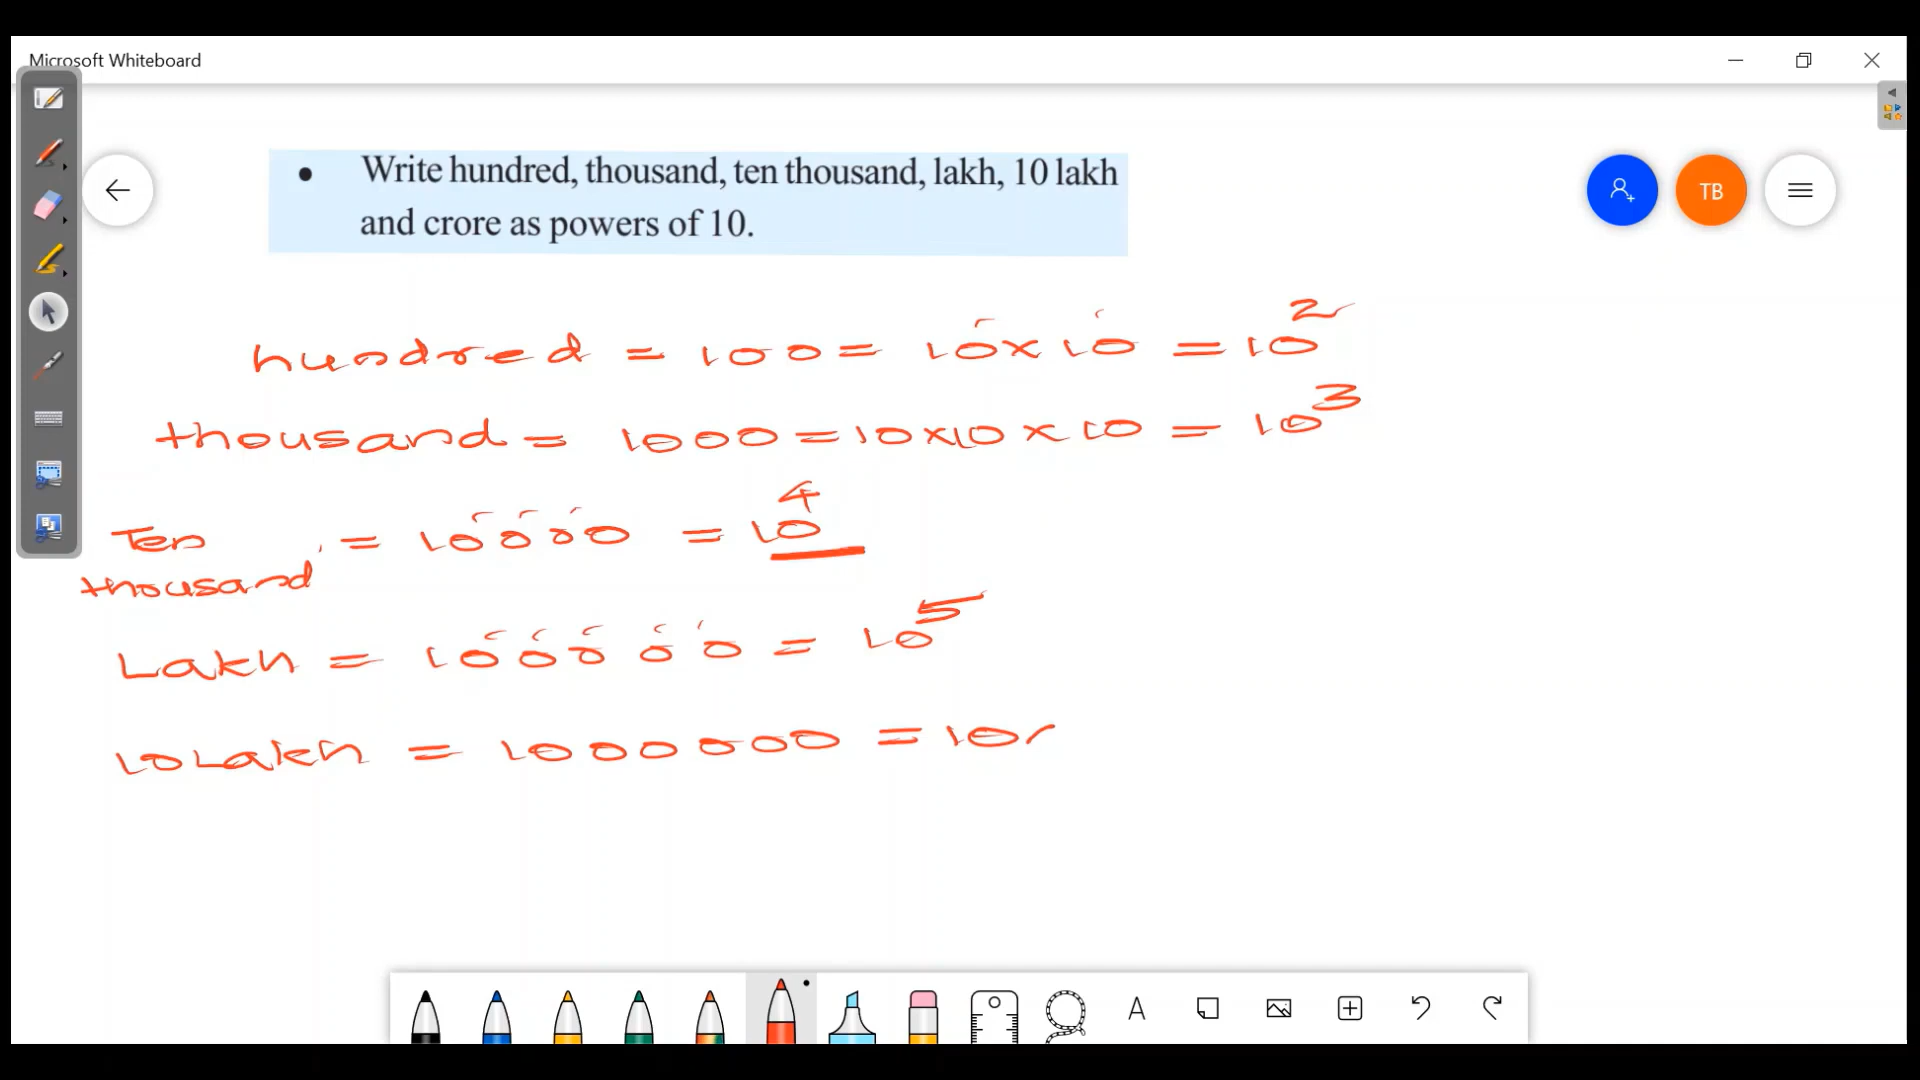 Microsoft Whiteboard
• Write hundred, thousand, ten thousand, lakh, 10 lakh
and crore as powers of 10.
TB
hundred = 100 = 10 × 10 = 10²
thousand = 1000 = 10 × 10 × 10 = 10³
Ten thousand = 10000 = 10⁴
Lakh = 100000 = 10⁵
10 Lakh = 1000000 = 10
A